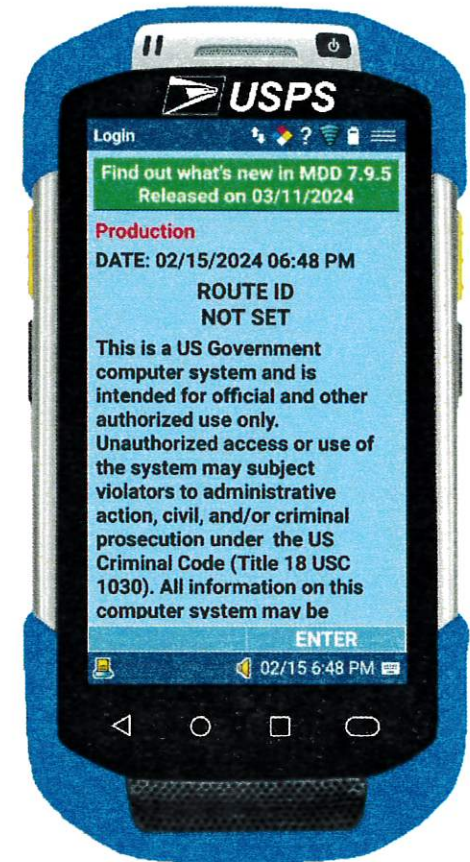 USPS
Login
?
Find out what's new in MDD 7.9.5
Released on 03/11/2024
Production
DATE: 02/15/2024 06:48 PM
ROUTE ID
NOT SET
This is a US Government
computer system and is
intended for official and other
authorized use only.
Unauthorized access or use of
the system may subject
violators to administrative
action, civil, and/or criminal
prosecution under the US
Criminal Code (Title 18 USC
1030). All information on this
computer system may be
ENTER
02/15 6:48 PM